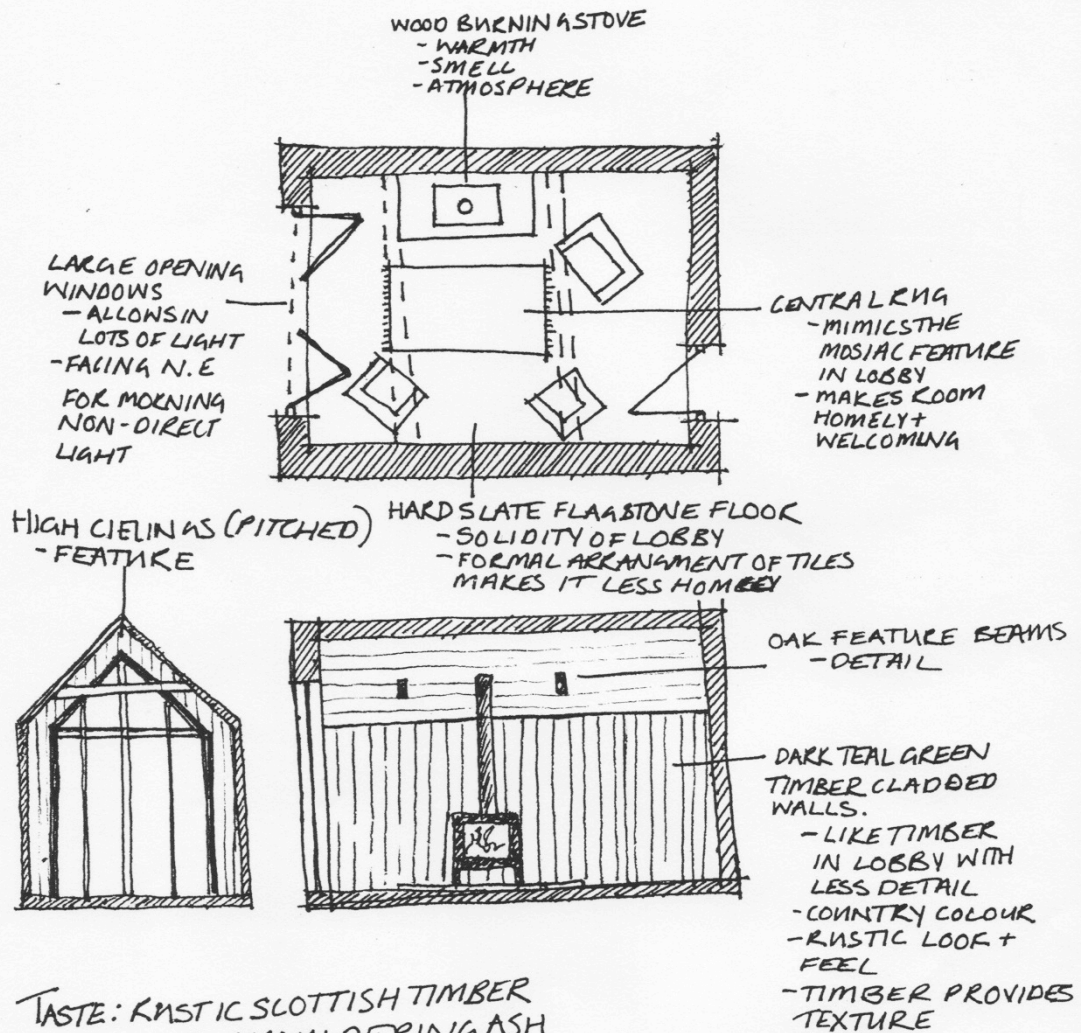 WOOD BURNING STOVE
- WARMTH
- SMELL
- ATMOSPHERE
LARGE OPENING
WINDOWS
- ALLOWS IN
LOTS OF LIGHT
- FACING N.E
FOR MORNING
NON-DIRECT
LIGHT
CENTRAL RUG
- MIMICS THE
MOSIAC FEATURE
IN LOBBY
- MAKES ROOM
HOMELY +
WELCOMING
HIGH CIELINGS (PITCHED)
- FEATURE
HARD SLATE FLAGSTONE FLOOR
- SOLIDITY OF LOBBY
- FORMAL ARRANGMENT OF TILES
MAKES IT LESS HOMEY
OAK FEATURE BEAMS
- DETAIL
DARK TEAL GREEN
TIMBER CLADDED
WALLS.
- LIKE TIMBER
IN LOBBY WITH
LESS DETAIL
- COUNTRY COLOUR
- RUSTIC LOOK +
FEEL
- TIMBER PROVIDES
TEXTURE
TASTE: RUSTIC SCOTTISH TIMBER
ASH